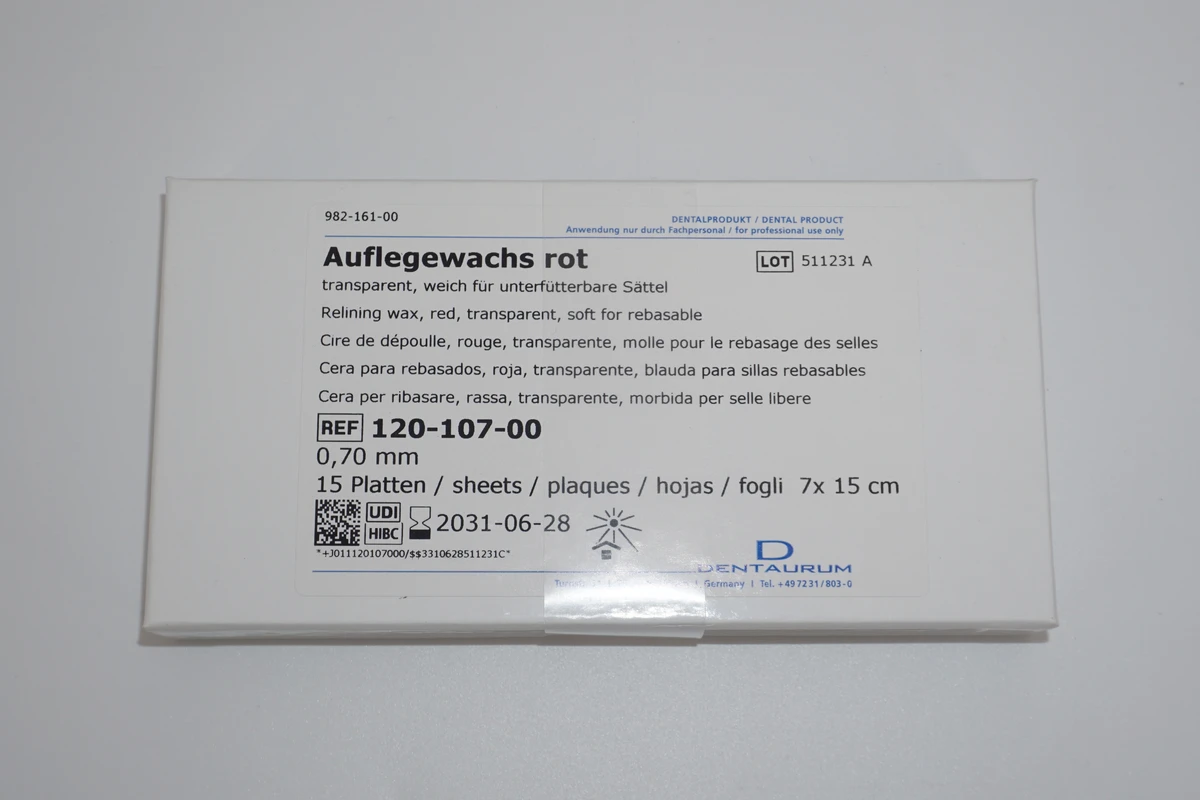 982-161-00
DENTALPRODUKT / DENTAL PRODUCT
Anwendung nur durch Fachpersonal / for professional use only
Auflegewachs rot
LOT 511231 A
transparent, weich für unterfütterbare Sättel
Relining wax, red, transparent, soft for rebasable
Cire de dépoulle, rouge, transparente, molle pour le rebasage des selles
Cera para rebasados, roja, transparente, blauda para sillas rebasables
Cera per ribasare, rassa, transparente, morbida per selle libere
REF 120-107-00
0,70 mm
15 Platten / sheets / plaques / hojas / fogli 7x 15 cm
UDI
HIBC
2031-06-28
*+J011120107000/$$3310628511231C*
D
DENTAURUM
Germany | Tel. +49 7231/803-0